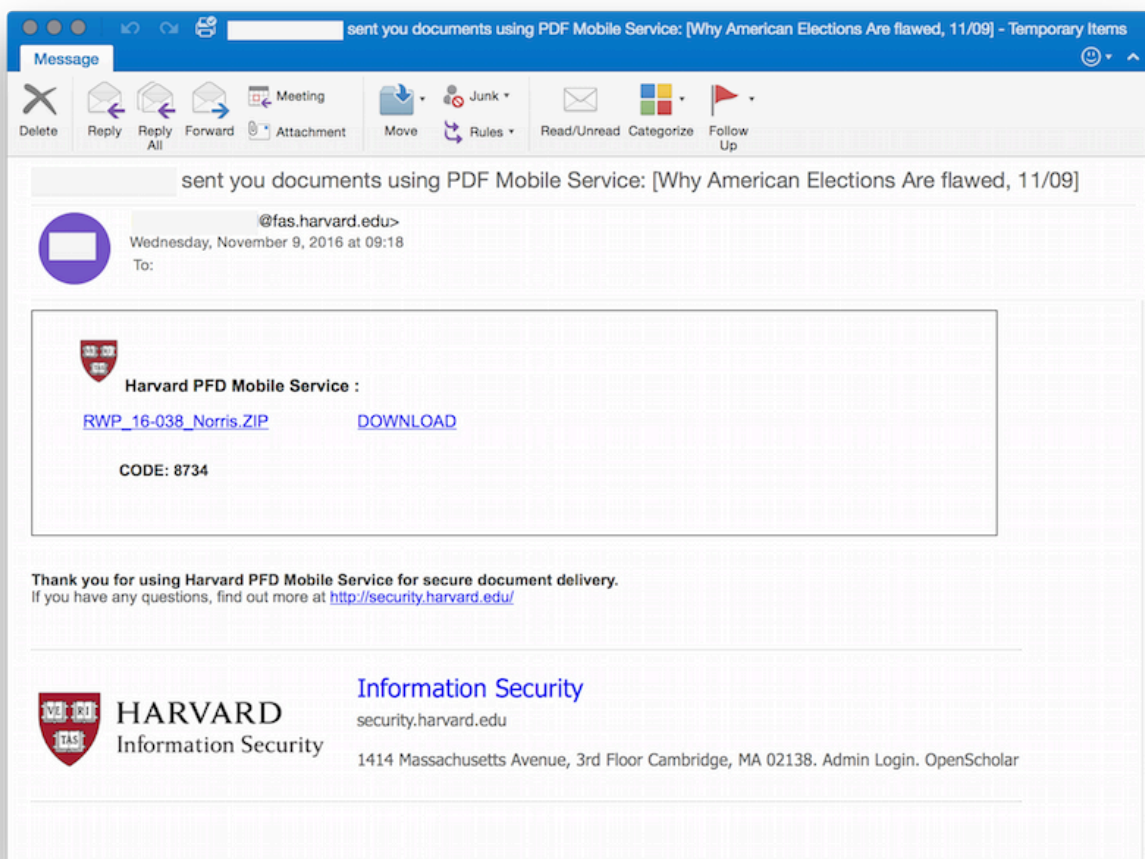 sent you documents using PDF Mobile Service: [Why American Elections Are flawed, 11/09] - Temporary Items
Message
Delete
Reply
Reply All
Forward
Meeting
Attachment
Move
Junk
Rules
Read/Unread
Categorize
Follow Up
sent you documents using PDF Mobile Service: [Why American Elections Are flawed, 11/09]
@fas.harvard.edu>
Wednesday, November 9, 2016 at 09:18
To:
Harvard PFD Mobile Service :
RWP_16-038_Norris.ZIP DOWNLOAD
CODE: 8734
Thank you for using Harvard PFD Mobile Service for secure document delivery.
If you have any questions, find out more at http://security.harvard.edu/
VE RI TAS
HARVARD
Information Security
Information Security
security.harvard.edu
1414 Massachusetts Avenue, 3rd Floor Cambridge, MA 02138. Admin Login. OpenScholar